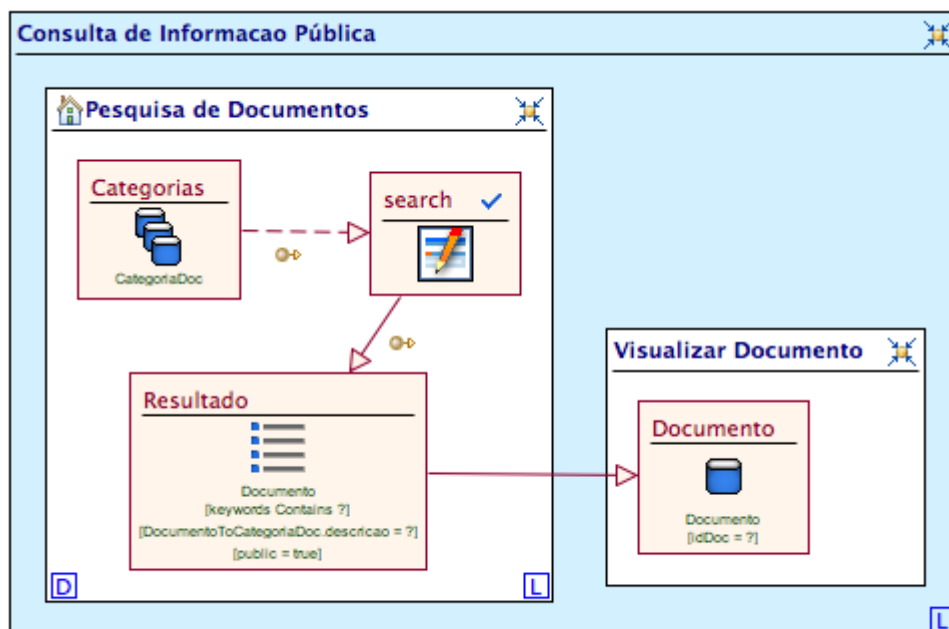 Consulta de Informacao Pública
Pesquisa de Documentos
Categorias
CategoriaDoc
search
Resultado
Documento
[keywords Contains ?]
[DocumentoToCategoriaDoc.descricao = ?]
[public = true]
D
L
Visualizar Documento
Documento
Documento
[idDoc = ?]
L